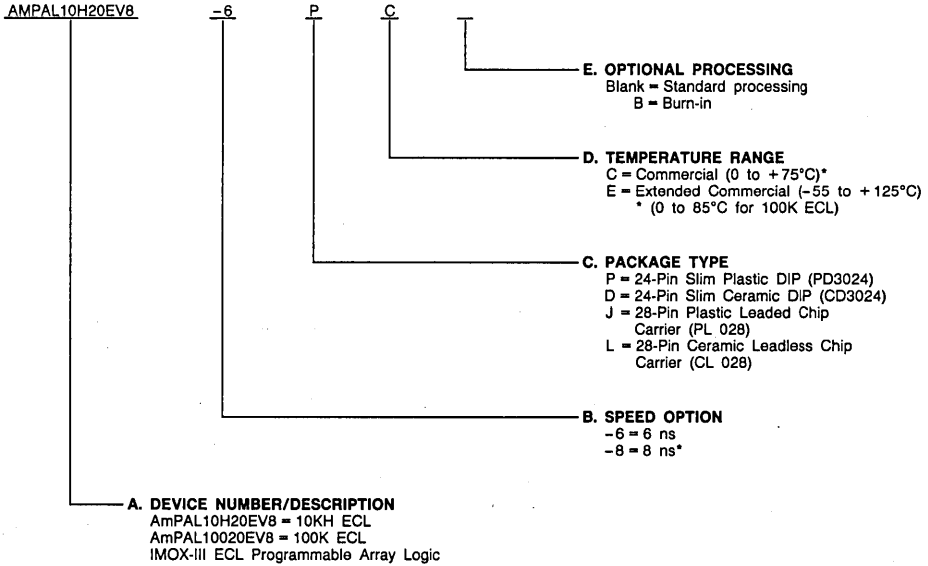 AMPAL10H20EV8 -6 P C _
E. OPTIONAL PROCESSING
Blank = Standard processing
B = Burn-in
D. TEMPERATURE RANGE
C = Commercial (0 to +75°C)*
E = Extended Commercial (-55 to +125°C)
* (0 to 85°C for 100K ECL)
C. PACKAGE TYPE
P = 24-Pin Slim Plastic DIP (PD3024)
D = 24-Pin Slim Ceramic DIP (CD3024)
J = 28-Pin Plastic Leaded Chip
Carrier (PL 028)
L = 28-Pin Ceramic Leadless Chip
Carrier (CL 028)
B. SPEED OPTION
-6 = 6 ns
-8 = 8 ns*
A. DEVICE NUMBER/DESCRIPTION
AmPAL10H20EV8 = 10KH ECL
AmPAL10020EV8 = 100K ECL
IMOX-III ECL Programmable Array Logic